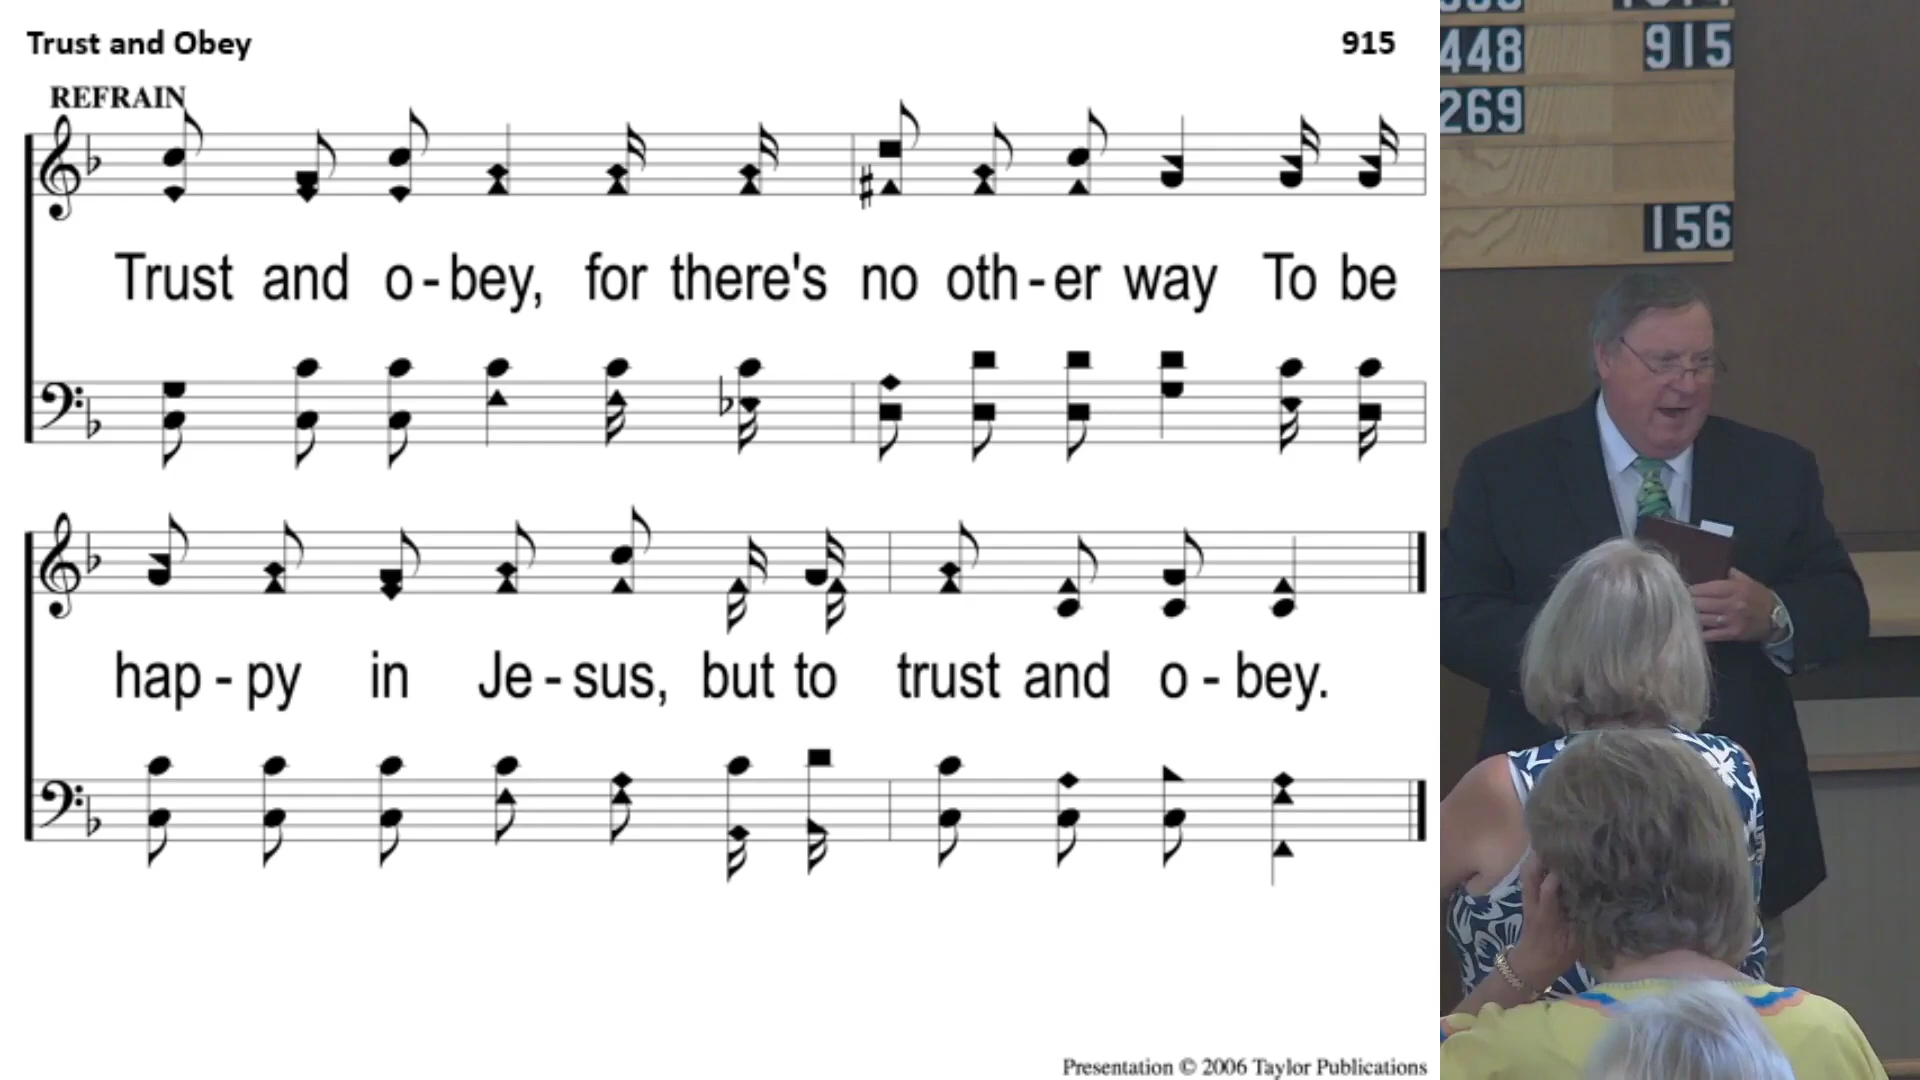 Trust and Obey 915
REFRAIN
Trust and o-bey, for there's no oth-er way To be
hap-py in Je-sus, but to trust and o-bey.
Presentation © 2006 Taylor Publications
448 915
269
156